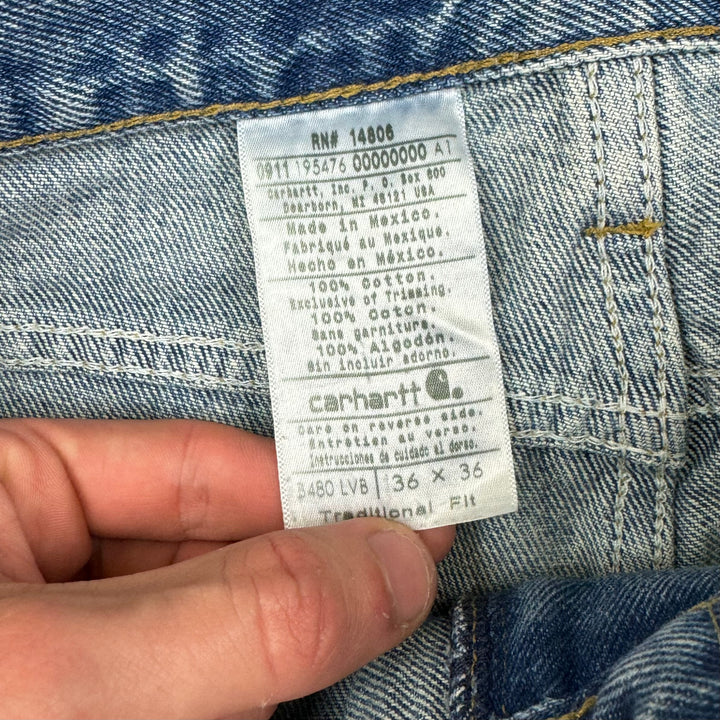 RN# 14806
0911 195476 00000000 A1
Carhartt, Inc. P. O. Box 600
Dearborn, MI 48121 USA
Made in Mexico.
Fabriqué au Mexique.
Hecho en México.
100% Cotton.
Exclusive of Trimming.
100% Coton.
Sans garniture.
100% Algodón.
Sin incluir adorno.
carhartt
Care on reverse side.
Entretien au verso.
Instrucciones de cuidado al dorso.
B480 LVB 36 X 36
Traditional Fit